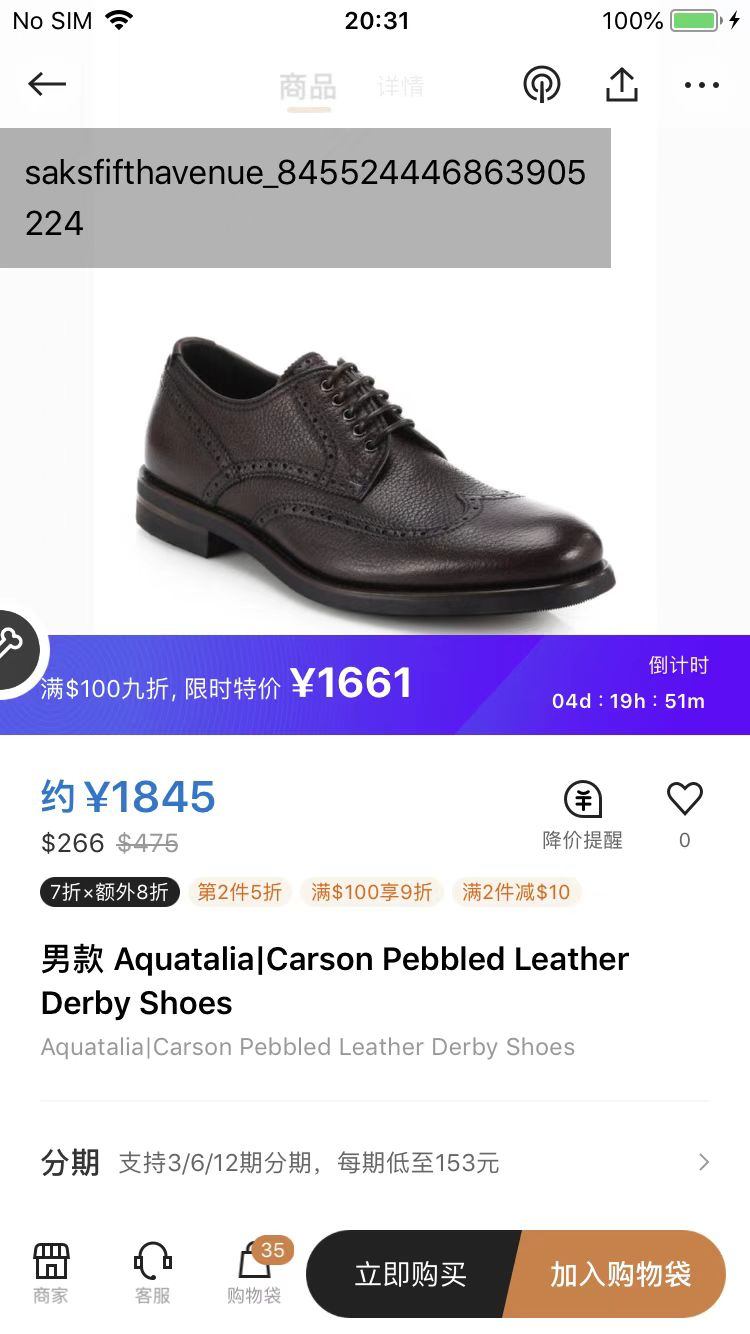 No SIM 20:31 100%
商品 详情
saksfifthavenue_845524446863905
224
满$100九折, 限时特价 ¥1661
倒计时
04d : 19h : 51m
约 ¥1845
$266 $475
降价提醒 0
7折×额外8折 第2件5折 满$100享9折 满2件减$10
男款 Aquatalia|Carson Pebbled Leather
Derby Shoes
Aquatalia|Carson Pebbled Leather Derby Shoes
分期 支持3/6/12期分期，每期低至153元
35
商家 客服 购物袋 立即购买 加入购物袋